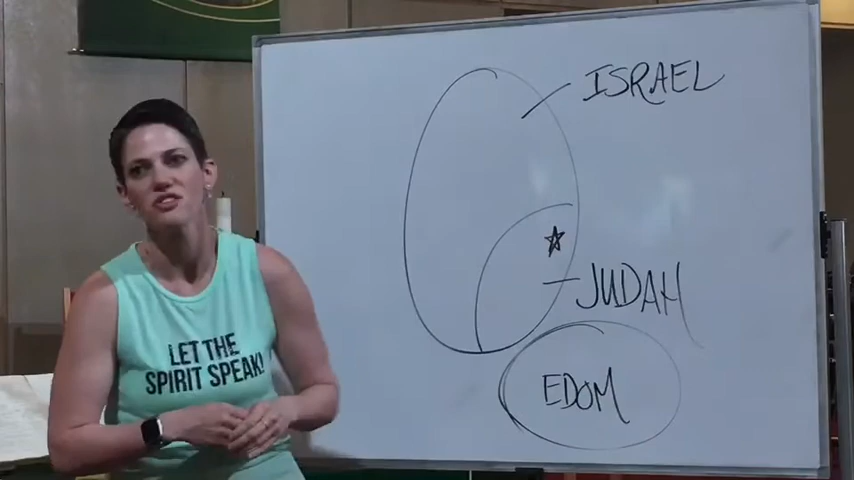 ISRAEL
JUDAH
EDOM
LET THE
SPIRIT SPEAK!